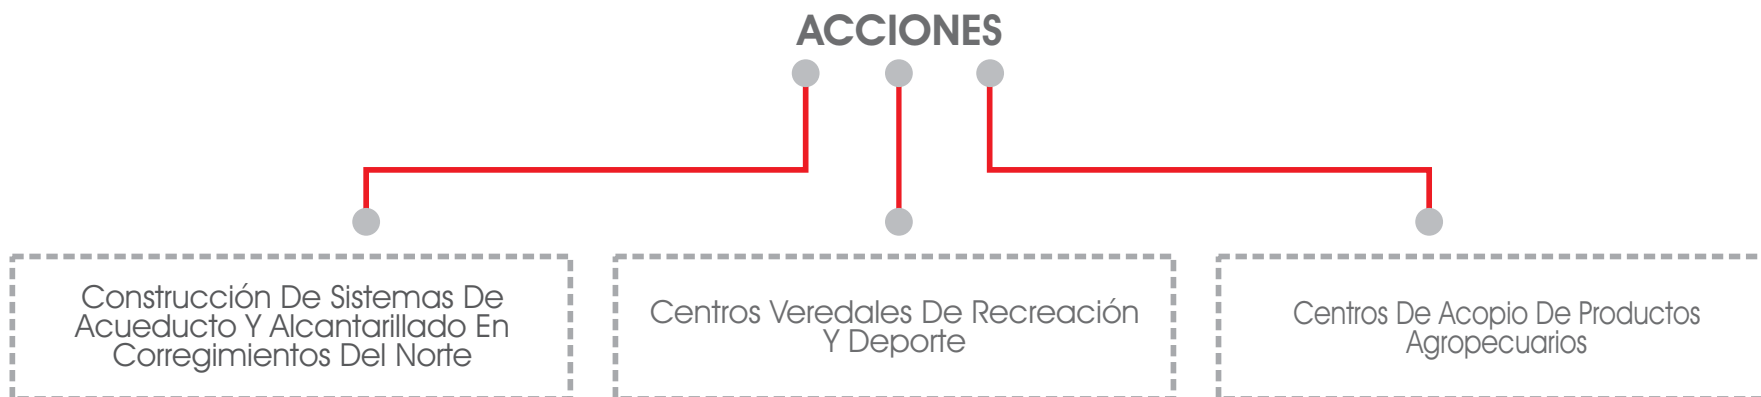 ACCIONES
Construcción De Sistemas De
Acueducto Y Alcantarillado En
Corregimientos Del Norte
Centros Veredales De Recreación
Y Deporte
Centros De Acopio De Productos
Agropecuarios